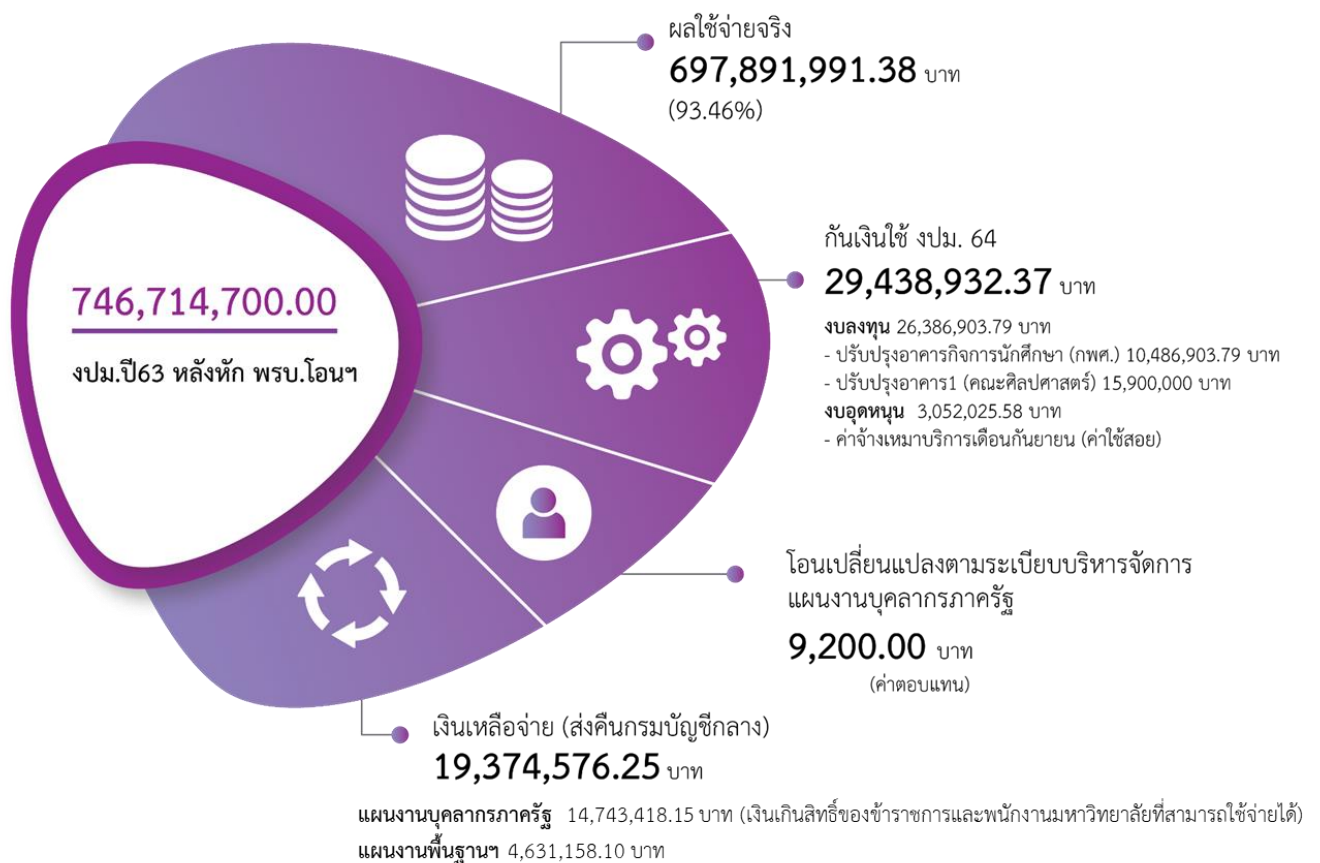 ผลใช้จ่ายจริง
697,891,991.38 บาท
(93.46%)
746,714,700.00
งปม.ปี63 หลังหัก พรบ.โอนฯ
กันเงินใช้ งปม. 64
29,438,932.37 บาท
งบลงทุน 26,386,903.79 บาท
- ปรับปรุงอาคารกิจการนักศึกษา (กพศ.) 10,486,903.79 บาท
- ปรับปรุงอาคาร1 (คณะศิลปศาสตร์) 15,900,000 บาท
งบอุดหนุน 3,052,025.58 บาท
- ค่าจ้างเหมาบริการเดือนกันยายน (ค่าใช้สอย)
โอนเปลี่ยนแปลงตามระเบียบบริหารจัดการ
แผนงานบุคลากรภาครัฐ
9,200.00 บาท
(ค่าตอบแทน)
เงินเหลือจ่าย (ส่งคืนกรมบัญชีกลาง)
19,374,576.25 บาท
แผนงานบุคลากรภาครัฐ 14,743,418.15 บาท (เงินเกินสิทธิ์ของข้าราชการและพนักงานมหาวิทยาลัยที่สามารถใช้จ่ายได้)
แผนงานพื้นฐานฯ 4,631,158.10 บาท